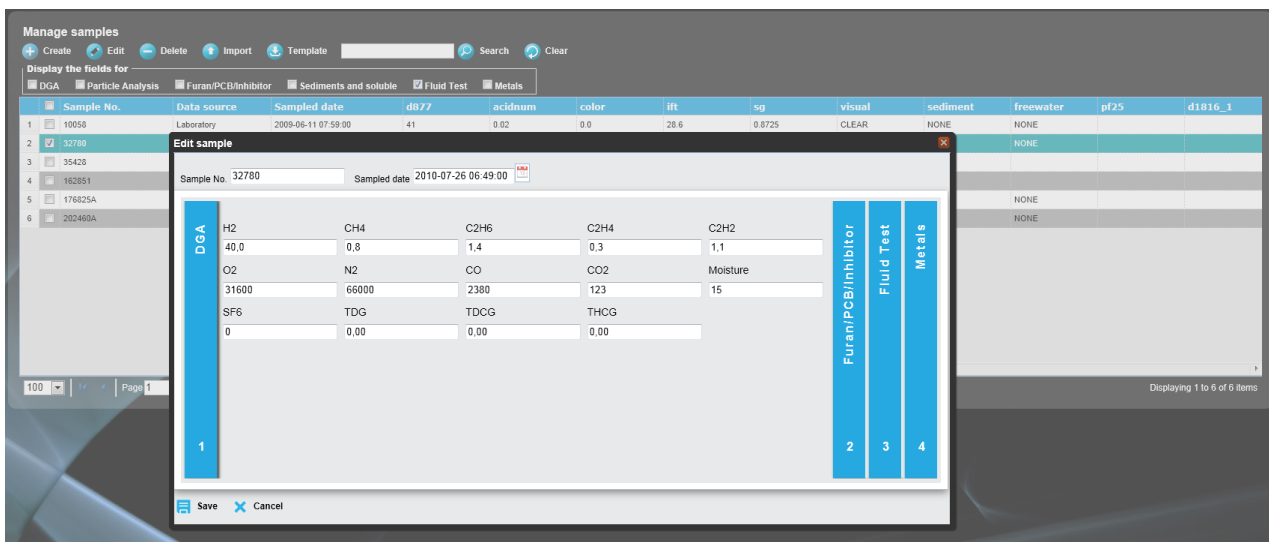 Manage samples
Create Edit Delete Import Template Search Clear
Display the fields for
DGA Particle Analysis Furan/PCB/Inhibitor Sediments and soluble Fluid Test Metals
Sample No. Data source Sampled date d877 acidnum color ift sg visual sediment freewater pf25 d1816_1
1 10058 Laboratory 2009-06-11 07:59:00 41 0.02 0.0 28.6 0.8725 CLEAR NONE NONE
2 32780 NONE
3 35428
4 162851
5 176825A NONE
6 202460A NONE
Edit sample
Sample No. 32780 Sampled date 2010-07-26 06:49:00
DGA
1
H2 CH4 C2H6 C2H4 C2H2
40,0 0,8 1,4 0,3 1,1
O2 N2 CO CO2 Moisture
31600 66000 2380 123 15
SF6 TDG TDCG THCG
0 0,00 0,00 0,00
Furan/PCB/Inhibitor
2
Fluid Test
3
Metals
4
Save Cancel
100 Page 1
Displaying 1 to 6 of 6 items